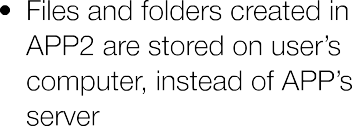 • Files and folders created in
APP2 are stored on user's
computer, instead of APP's
server